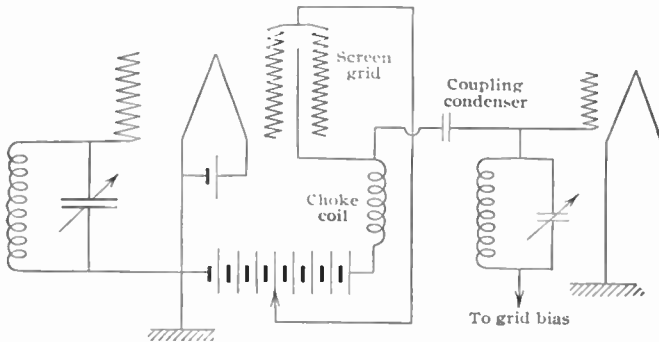 Screen
grid
Coupling
condenser
Choke
coil
To grid bias